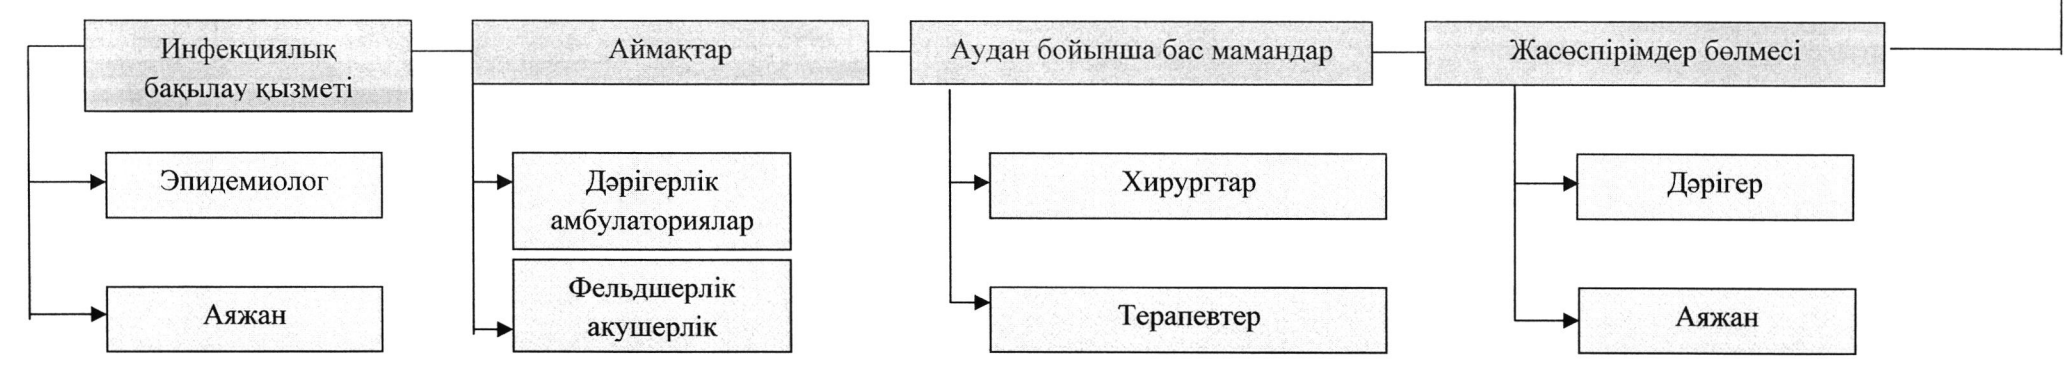 Инфекциялық
бақылау қызметі
Аймақтар
Аудан бойынша бас мамандар
Жасөспірімдер бөлмесі
Эпидемиолог
Дәрігерлік
амбулаториялар
Хирургтар
Дәрігер
Аяжан
Фельдшерлік
акушерлік
Терапевтер
Аяжан